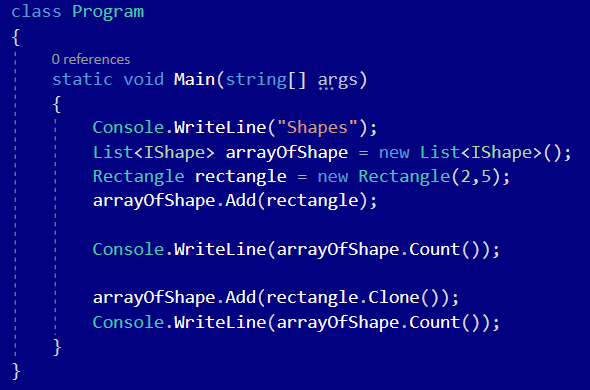 class Program
{
0 references
static void Main(string[] args)
{
Console.WriteLine("Shapes");
List<IShape> arrayOfShape = new List<IShape>();
Rectangle rectangle = new Rectangle(2,5);
arrayOfShape.Add(rectangle);
Console.WriteLine(arrayOfShape.Count());
arrayOfShape.Add(rectangle.Clone());
Console.WriteLine(arrayOfShape.Count());
}
}